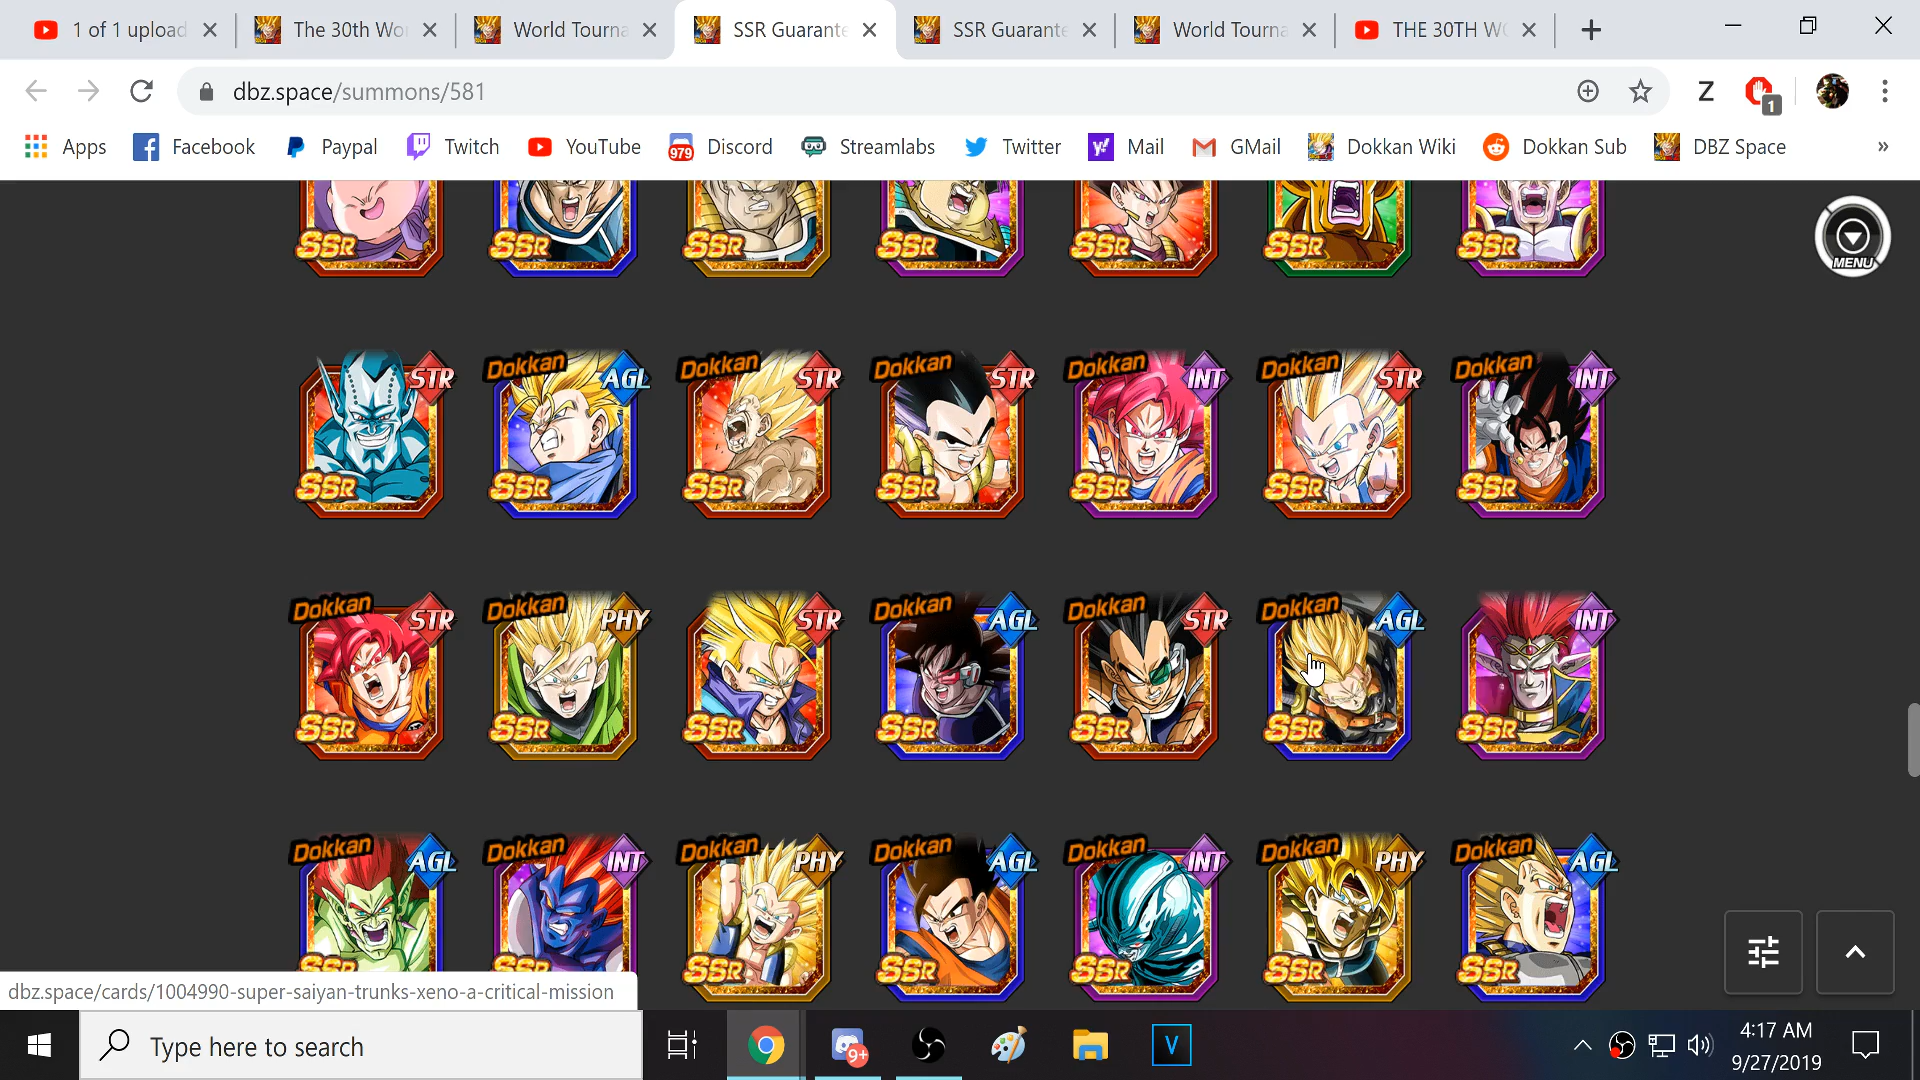 1 of 1 upload
The 30th Wo
World Tourna
SSR Guarante
SSR Guarante
World Tourna
THE 30TH WO
dbz.space/summons/581
Z
1
Apps
Facebook
Paypal
Twitch
YouTube
979
Discord
Streamlabs
Twitter
y!
Mail
GMail
Dokkan Wiki
Dokkan Sub
DBZ Space
»
MENU
SSR SSR SSR SSR SSR SSR SSR
STR Dokkan AGL Dokkan STR Dokkan STR Dokkan INT Dokkan STR Dokkan INT
SSR SSR SSR SSR SSR SSR SSR
Dokkan STR Dokkan PHY STR Dokkan AGL Dokkan STR Dokkan AGL INT
SSR SSR SSR SSR SSR SSR SSR
Dokkan AGL Dokkan INT Dokkan PHY Dokkan AGL Dokkan INT Dokkan PHY Dokkan AGL
SSR SSR SSR SSR SSR SSR SSR
dbz.space/cards/1004990-super-saiyan-trunks-xeno-a-critical-mission
Type here to search
9+
V
4:17 AM
9/27/2019